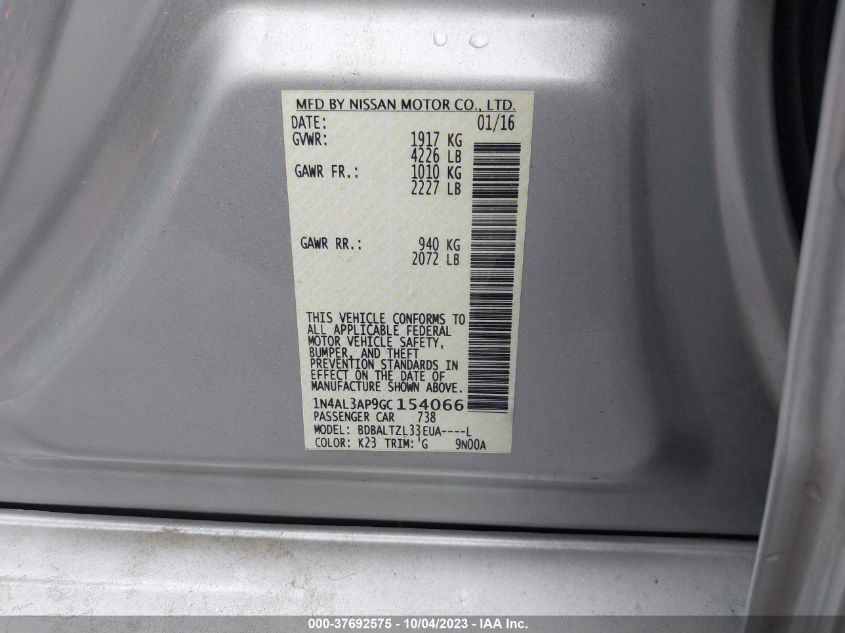 MFD BY NISSAN MOTOR CO., LTD.
DATE: 01/16
GVWR: 1917 KG
4226 LB
GAWR FR.: 1010 KG
2227 LB
GAWR RR.: 940 KG
2072 LB
THIS VEHICLE CONFORMS TO
ALL APPLICABLE FEDERAL
MOTOR VEHICLE SAFETY,
BUMPER, AND THEFT
PREVENTION STANDARDS IN
EFFECT ON THE DATE OF
MANUFACTURE SHOWN ABOVE.
1N4AL3AP9GC154066
PASSENGER CAR 738
MODEL: BDBALTZL33EUA----L
COLOR: K23 TRIM: G 9N00A
000-37692575 - 10/04/2023 - IAA Inc.